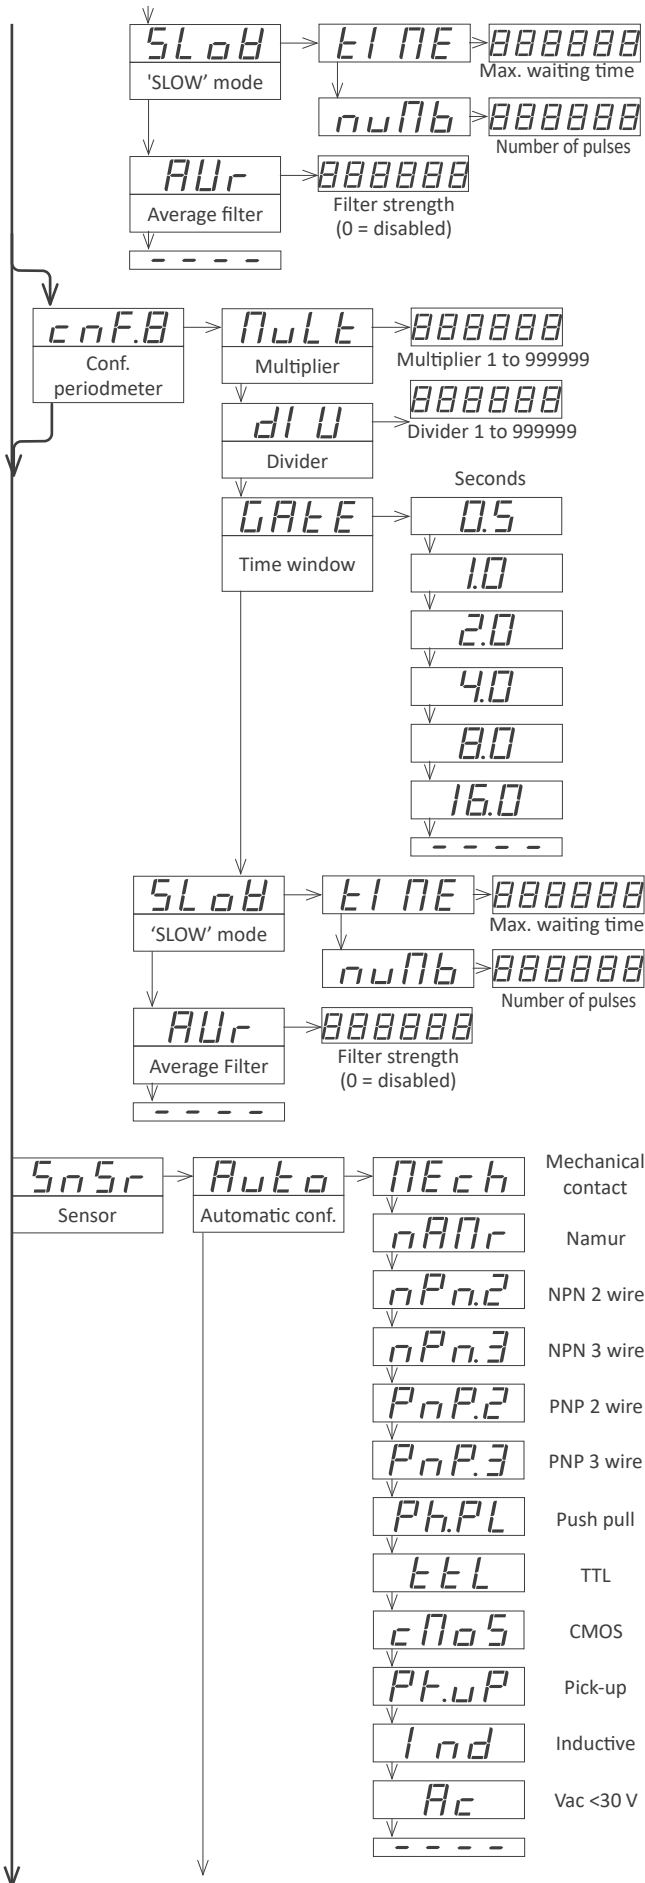 SLoW tIME 888888
'SLOW' mode Max. waiting time
nuMb 888888
Number of pulses
AVr 888888
Average filter Filter strength
(0 = disabled)
- - - -
cnF.8 MuLt 888888
Conf.
periodmeter
Multiplier Multiplier 1 to 999999
dIV 888888
Divider Divider 1 to 999999
Seconds
GAtE 0.5
Time window
1.0
2.0
4.0
8.0
16.0
- - - -
SLoW tIME 888888
‘SLOW’ mode Max. waiting time
nuMb 888888
Number of pulses
AVr 888888
Average Filter Filter strength
(0 = disabled)
- - - -
SnSr Auto MEch Mechanical
contact
Sensor Automatic conf.
nAMr Namur
nPn.2 NPN 2 wire
nPn.3 NPN 3 wire
PnP.2 PNP 2 wire
PnP.3 PNP 3 wire
Ph.PL Push pull
ttL TTL
cMoS CMOS
Pk.uP Pick-up
Ind Inductive
Ac Vac <30 V
- - - -